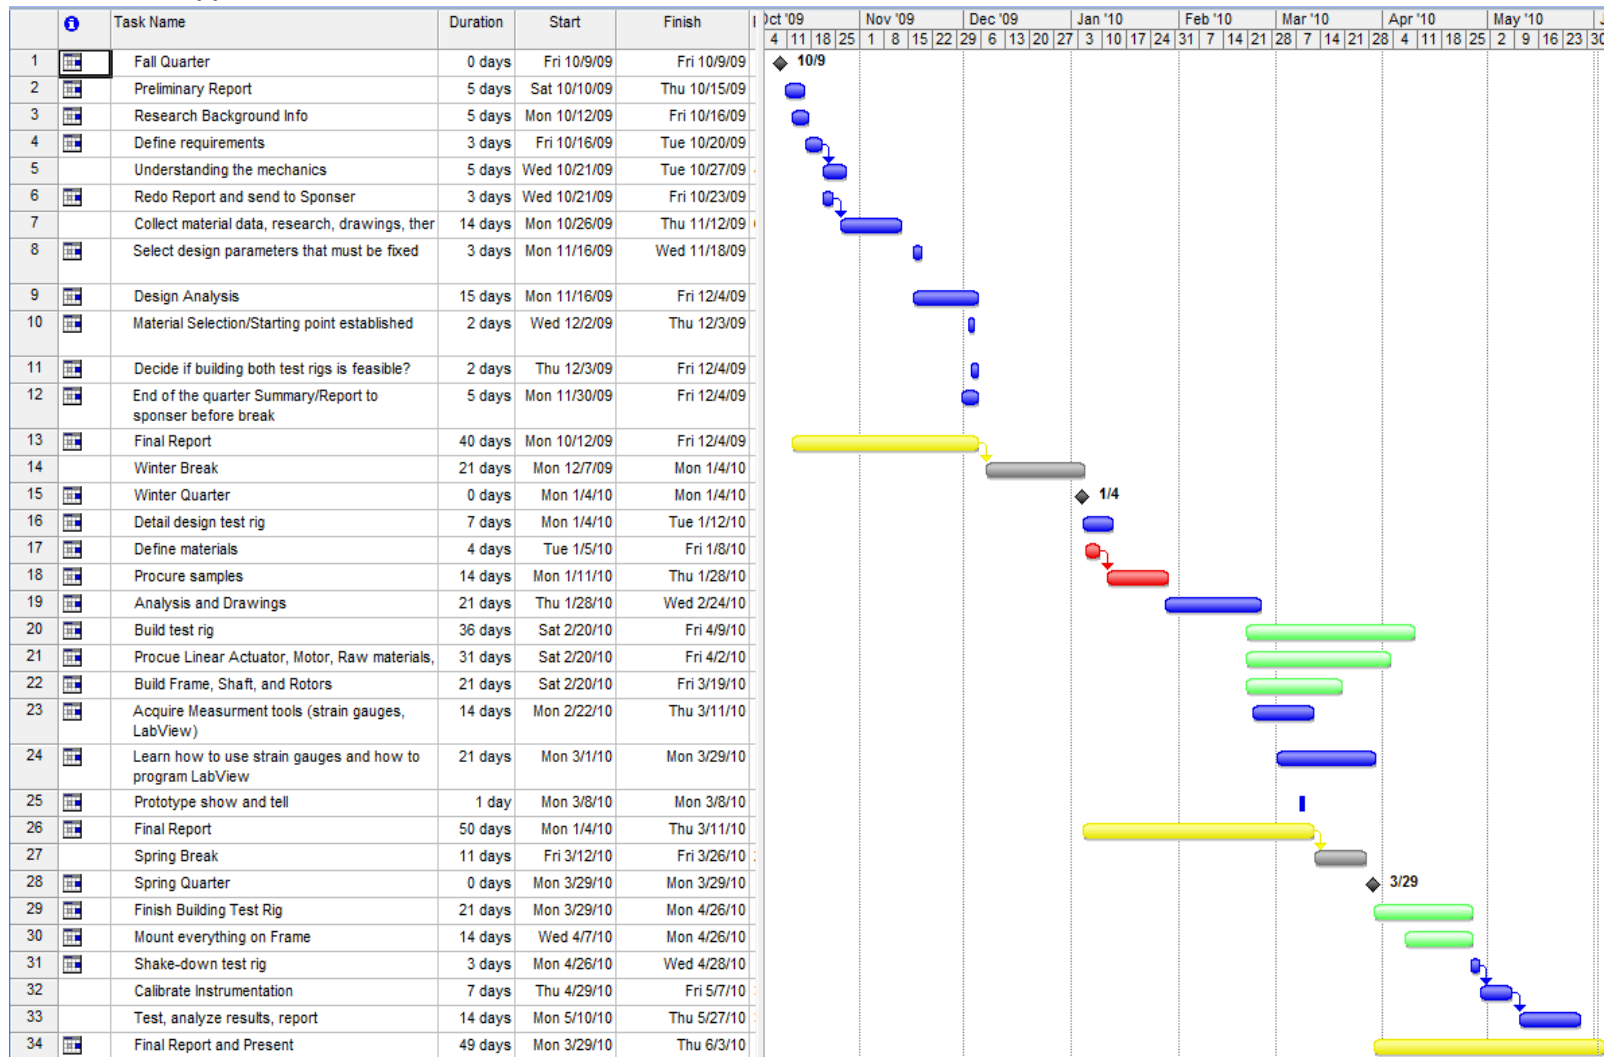 Task Name Duration Start Finish Oct '09 Nov '09 Dec '09 Jan '10 Feb '10 Mar '10 Apr '10 May '10
4 11 18 25 1 8 15 22 29 6 13 20 27 3 10 17 24 31 7 14 21 28 7 14 21 28 4 11 18 25 2 9 16 23 30
1 Fall Quarter 0 days Fri 10/9/09 Fri 10/9/09 10/9
2 Preliminary Report 5 days Sat 10/10/09 Thu 10/15/09
3 Research Background Info 5 days Mon 10/12/09 Fri 10/16/09
4 Define requirements 3 days Fri 10/16/09 Tue 10/20/09
5 Understanding the mechanics 5 days Wed 10/21/09 Tue 10/27/09
6 Redo Report and send to Sponser 3 days Wed 10/21/09 Fri 10/23/09
7 Collect material data, research, drawings, ther 14 days Mon 10/26/09 Thu 11/12/09
8 Select design parameters that must be fixed 3 days Mon 11/16/09 Wed 11/18/09
9 Design Analysis 15 days Mon 11/16/09 Fri 12/4/09
10 Material Selection/Starting point established 2 days Wed 12/2/09 Thu 12/3/09
11 Decide if building both test rigs is feasible? 2 days Thu 12/3/09 Fri 12/4/09
12 End of the quarter Summary/Report to 5 days Mon 11/30/09 Fri 12/4/09
sponser before break
13 Final Report 40 days Mon 10/12/09 Fri 12/4/09
14 Winter Break 21 days Mon 12/7/09 Mon 1/4/10
15 Winter Quarter 0 days Mon 1/4/10 Mon 1/4/10 1/4
16 Detail design test rig 7 days Mon 1/4/10 Tue 1/12/10
17 Define materials 4 days Tue 1/5/10 Fri 1/8/10
18 Procure samples 14 days Mon 1/11/10 Thu 1/28/10
19 Analysis and Drawings 21 days Thu 1/28/10 Wed 2/24/10
20 Build test rig 36 days Sat 2/20/10 Fri 4/9/10
21 Procue Linear Actuator, Motor, Raw materials, 31 days Sat 2/20/10 Fri 4/2/10
22 Build Frame, Shaft, and Rotors 21 days Sat 2/20/10 Fri 3/19/10
23 Acquire Measurment tools (strain gauges, 14 days Mon 2/22/10 Thu 3/11/10
LabView)
24 Learn how to use strain gauges and how to 21 days Mon 3/1/10 Mon 3/29/10
program LabView
25 Prototype show and tell 1 day Mon 3/8/10 Mon 3/8/10
26 Final Report 50 days Mon 1/4/10 Thu 3/11/10
27 Spring Break 11 days Fri 3/12/10 Fri 3/26/10
28 Spring Quarter 0 days Mon 3/29/10 Mon 3/29/10 3/29
29 Finish Building Test Rig 21 days Mon 3/29/10 Mon 4/26/10
30 Mount everything on Frame 14 days Wed 4/7/10 Mon 4/26/10
31 Shake-down test rig 3 days Mon 4/26/10 Wed 4/28/10
32 Calibrate Instrumentation 7 days Thu 4/29/10 Fri 5/7/10
33 Test, analyze results, report 14 days Mon 5/10/10 Thu 5/27/10
34 Final Report and Present 49 days Mon 3/29/10 Thu 6/3/10